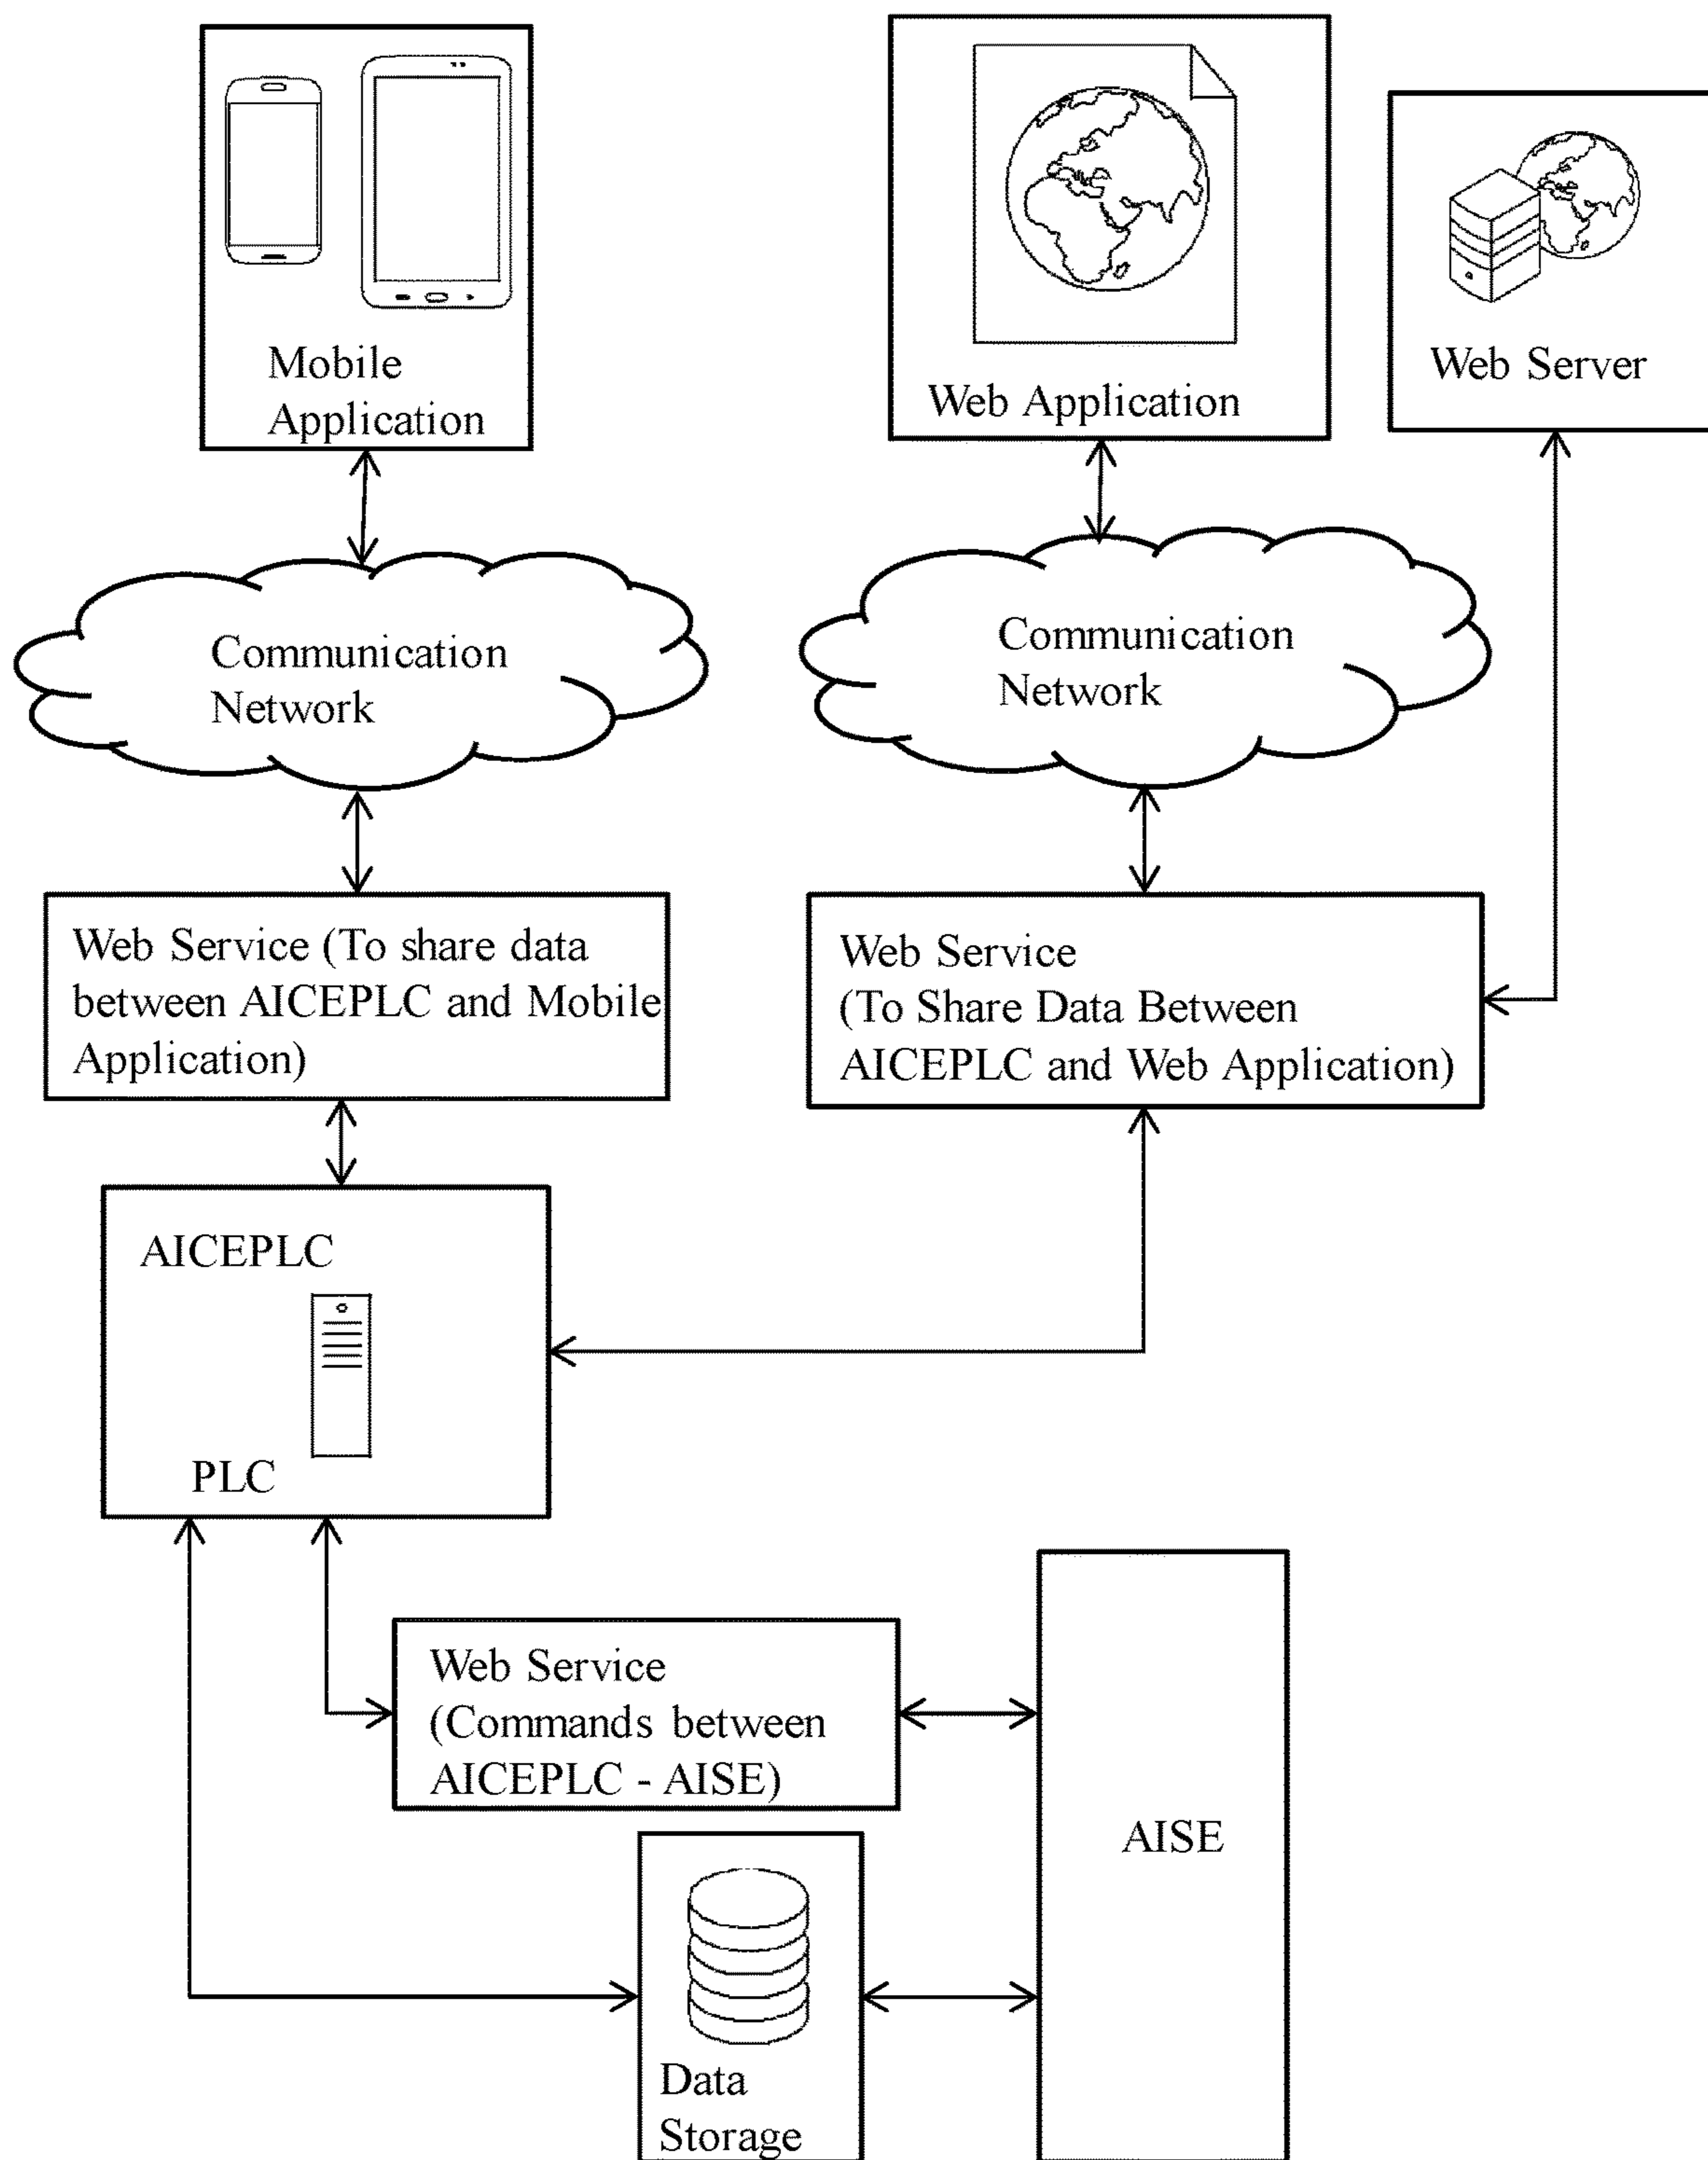 Mobile
Application
Web Application
Web Server
Communication
Network
Communication
Network
Web Service (To share data
between AICEPLC and Mobile
Application)
Web Service
(To Share Data Between
AICEPLC and Web Application)
AICEPLC
PLC
Web Service
(Commands between
AICEPLC - AISE)
AISE
Data
Storage